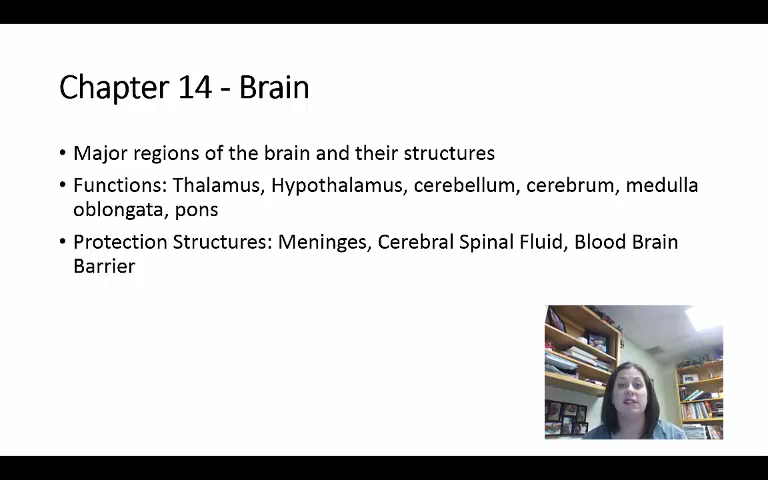 Chapter 14 - Brain
• Major regions of the brain and their structures
• Functions: Thalamus, Hypothalamus, cerebellum, cerebrum, medulla
oblongata, pons
• Protection Structures: Meninges, Cerebral Spinal Fluid, Blood Brain
Barrier